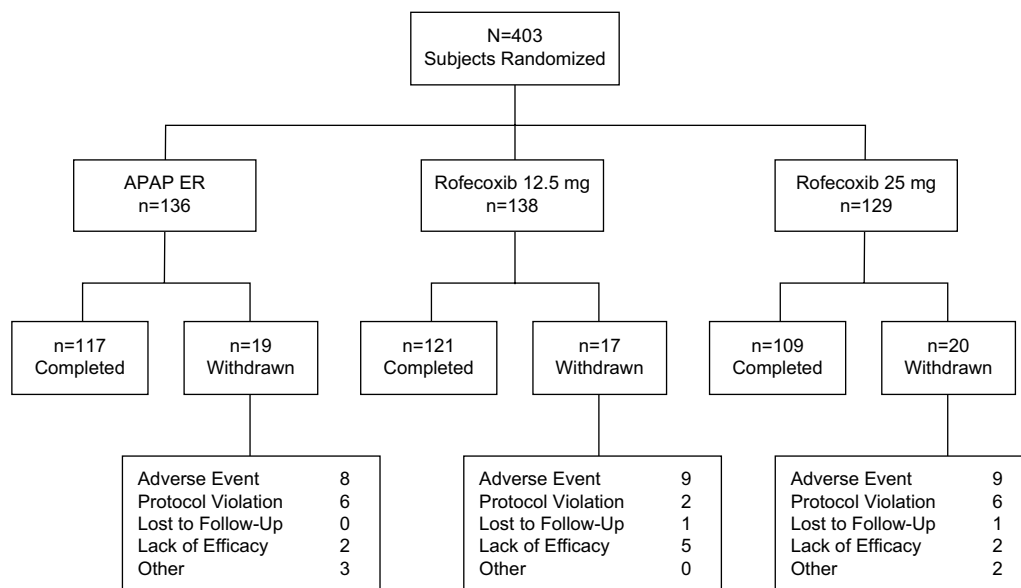 N=403
Subjects Randomized
APAP ER
n=136
Rofecoxib 12.5 mg
n=138
Rofecoxib 25 mg
n=129
n=117
Completed
n=19
Withdrawn
n=121
Completed
n=17
Withdrawn
n=109
Completed
n=20
Withdrawn
Adverse Event 8
Protocol Violation 6
Lost to Follow-Up 0
Lack of Efficacy 2
Other 3
Adverse Event 9
Protocol Violation 2
Lost to Follow-Up 1
Lack of Efficacy 5
Other 0
Adverse Event 9
Protocol Violation 6
Lost to Follow-Up 1
Lack of Efficacy 2
Other 2